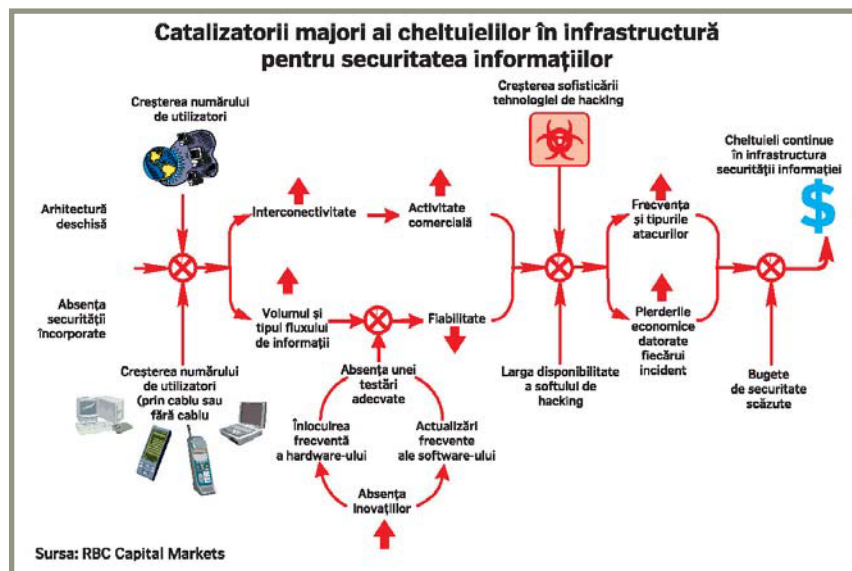 Catalizatorii majori ai cheltuielilor în infrastructură
pentru securitatea informațiilor
Creșterea numărului
de utilizatori
Creșterea sofisticării
tehnologiei de hacking
Cheltuieli continue
în infrastructura
securității informației
$
Arhitectură
deschisă
Interconectivitate
Activitate
comercială
Frecvența
și tipurile
atacurilor
Absența
securității
încorporate
Volumul și
tipul fluxului
de informații
Fiabilitate
Pierderile
economice
datorate
fiecărui
incident
Creșterea numărului
de utilizatori
(prin cablu sau
fără cablu
Absența unei
testări
adecvate
Larga disponibilitate
a softului de
hacking
Bugete
de securitate
scăzute
Înlocuirea
frecventă
a hardware-ului
Actualizări
frecvente
ale software-ului
Absența
inovațiilor
Sursa: RBC Capital Markets